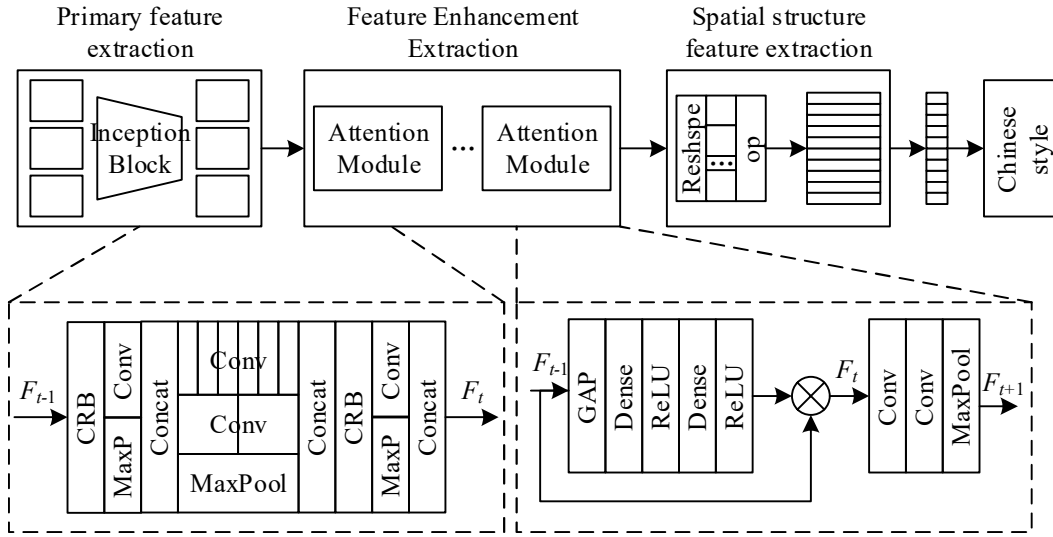 Primary feature
extraction
Feature Enhancement
Extraction
Spatial structure
feature extraction
Inception
Block
Attention
Module
...
Attention
Module
Reshspe
op
Chinese
style
F_{t-1}
CRB
Conv
MaxP
Concat
Conv
Conv
MaxPool
Concat
CRB
Conv
MaxP
Concat
F_t
F_{t-1}
GAP
Dense
ReLU
Dense
ReLU
F_t
Conv
Conv
MaxPool
F_{t+1}